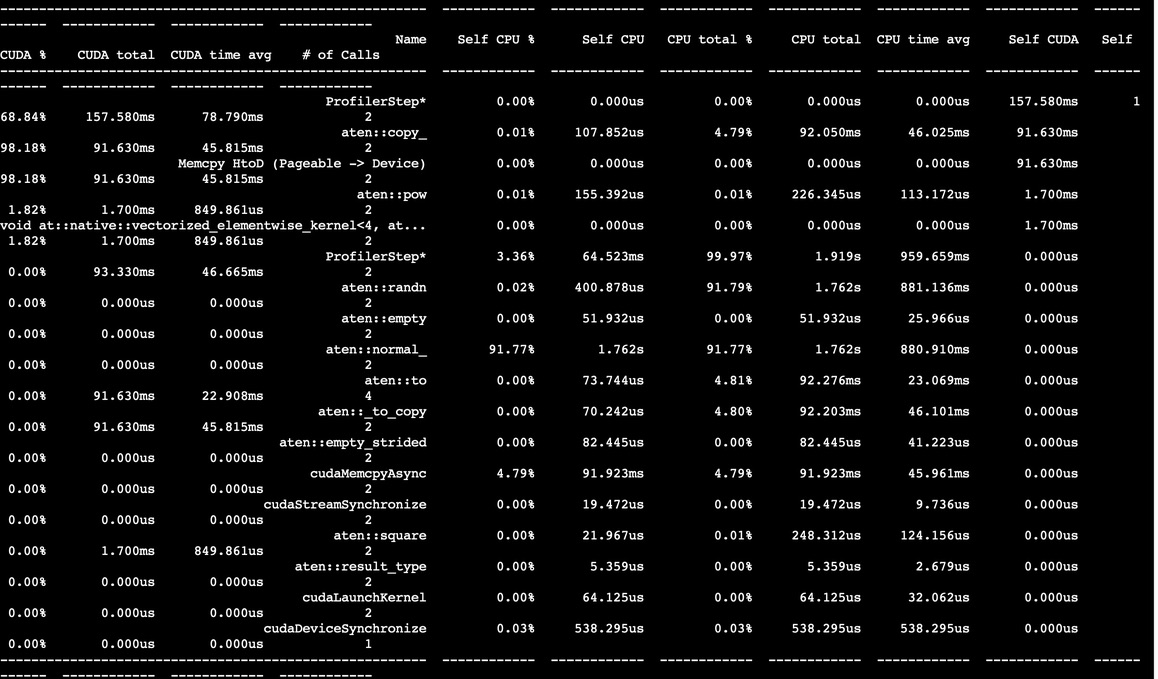 ------------------------------------------------------- ------------ ------------ ------------ ------------ ------------ ------------ ------
------ ------------ ------------ ------------
Name Self CPU % Self CPU CPU total % CPU total CPU time avg Self CUDA Self
CUDA % CUDA total CUDA time avg # of Calls
------------------------------------------------------- ------------ ------------ ------------ ------------ ------------ ------------ ------
------ ------------ ------------ ------------
ProfilerStep* 0.00% 0.000us 0.00% 0.000us 0.000us 157.580ms 1
68.84% 157.580ms 78.790ms 2
aten::copy_ 0.01% 107.852us 4.79% 92.050ms 46.025ms 91.630ms
98.18% 91.630ms 45.815ms 2
Memcpy HtoD (Pageable -> Device) 0.00% 0.000us 0.00% 0.000us 0.000us 91.630ms
98.18% 91.630ms 45.815ms 2
aten::pow 0.01% 155.392us 0.01% 226.345us 113.172us 1.700ms
1.82% 1.700ms 849.861us 2
void at::native::vectorized_elementwise_kernel<4, at... 0.00% 0.000us 0.00% 0.000us 0.000us 1.700ms
1.82% 1.700ms 849.861us 2
ProfilerStep* 3.36% 64.523ms 99.97% 1.919s 959.659ms 0.000us
0.00% 93.330ms 46.665ms 2
aten::randn 0.02% 400.878us 91.79% 1.762s 881.136ms 0.000us
0.00% 0.000us 0.000us 2
aten::empty 0.00% 51.932us 0.00% 51.932us 25.966us 0.000us
0.00% 0.000us 0.000us 2
aten::normal_ 91.77% 1.762s 91.77% 1.762s 880.910ms 0.000us
0.00% 0.000us 0.000us 2
aten::to 0.00% 73.744us 4.81% 92.276ms 23.069ms 0.000us
0.00% 91.630ms 22.908ms 4
aten::_to_copy 0.00% 70.242us 4.80% 92.203ms 46.101ms 0.000us
0.00% 91.630ms 45.815ms 2
aten::empty_strided 0.00% 82.445us 0.00% 82.445us 41.223us 0.000us
0.00% 0.000us 0.000us 2
cudaMemcpyAsync 4.79% 91.923ms 4.79% 91.923ms 45.961ms 0.000us
0.00% 0.000us 0.000us 2
cudaStreamSynchronize 0.00% 19.472us 0.00% 19.472us 9.736us 0.000us
0.00% 0.000us 0.000us 2
aten::square 0.00% 21.967us 0.01% 248.312us 124.156us 0.000us
0.00% 1.700ms 849.861us 2
aten::result_type 0.00% 5.359us 0.00% 5.359us 2.679us 0.000us
0.00% 0.000us 0.000us 2
cudaLaunchKernel 0.00% 64.125us 0.00% 64.125us 32.062us 0.000us
0.00% 0.000us 0.000us 2
cudaDeviceSynchronize 0.03% 538.295us 0.03% 538.295us 538.295us 0.000us
0.00% 0.000us 0.000us 1
------------------------------------------------------- ------------ ------------ ------------ ------------ ------------ ------------ ------
------ ------------ ------------ ------------